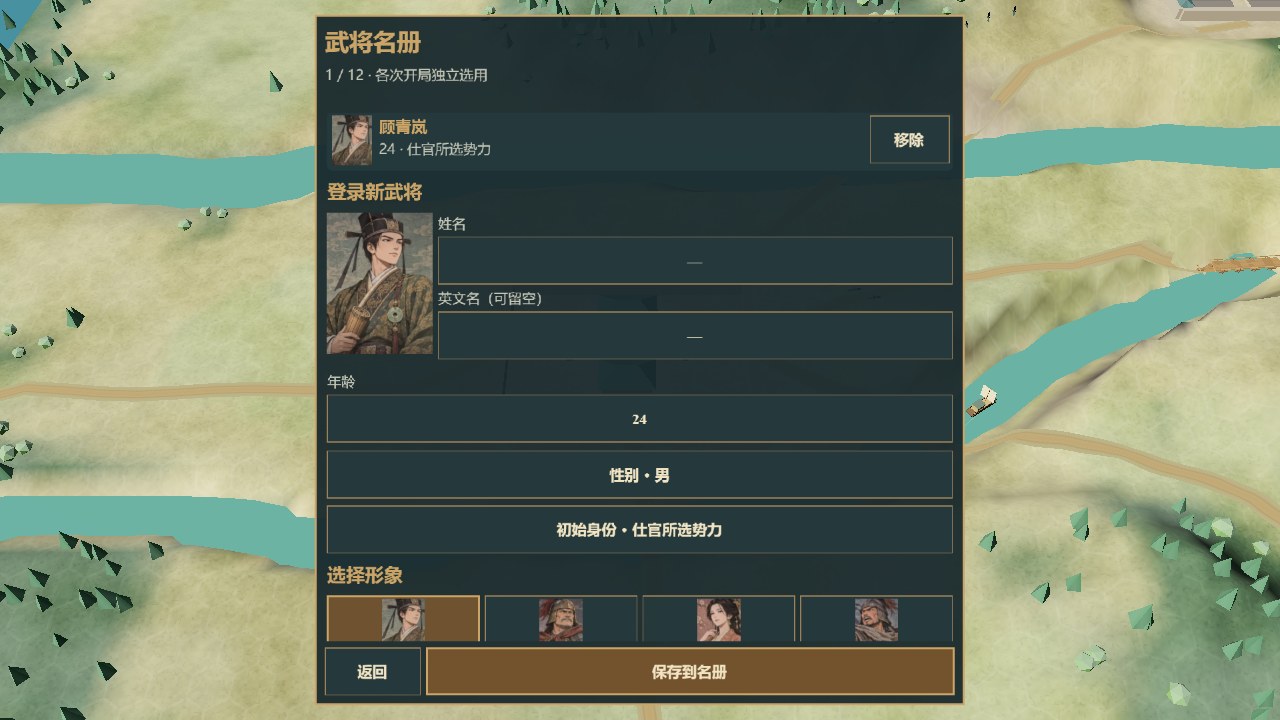 武将名册
1 / 12 · 各次开局独立选用
顾青岚
24 · 仕官所选势力
移除
登录新武将
姓名
—
英文名（可留空）
—
年龄
24
性别 · 男
初始身份 · 仕官所选势力
选择形象
返回
保存到名册